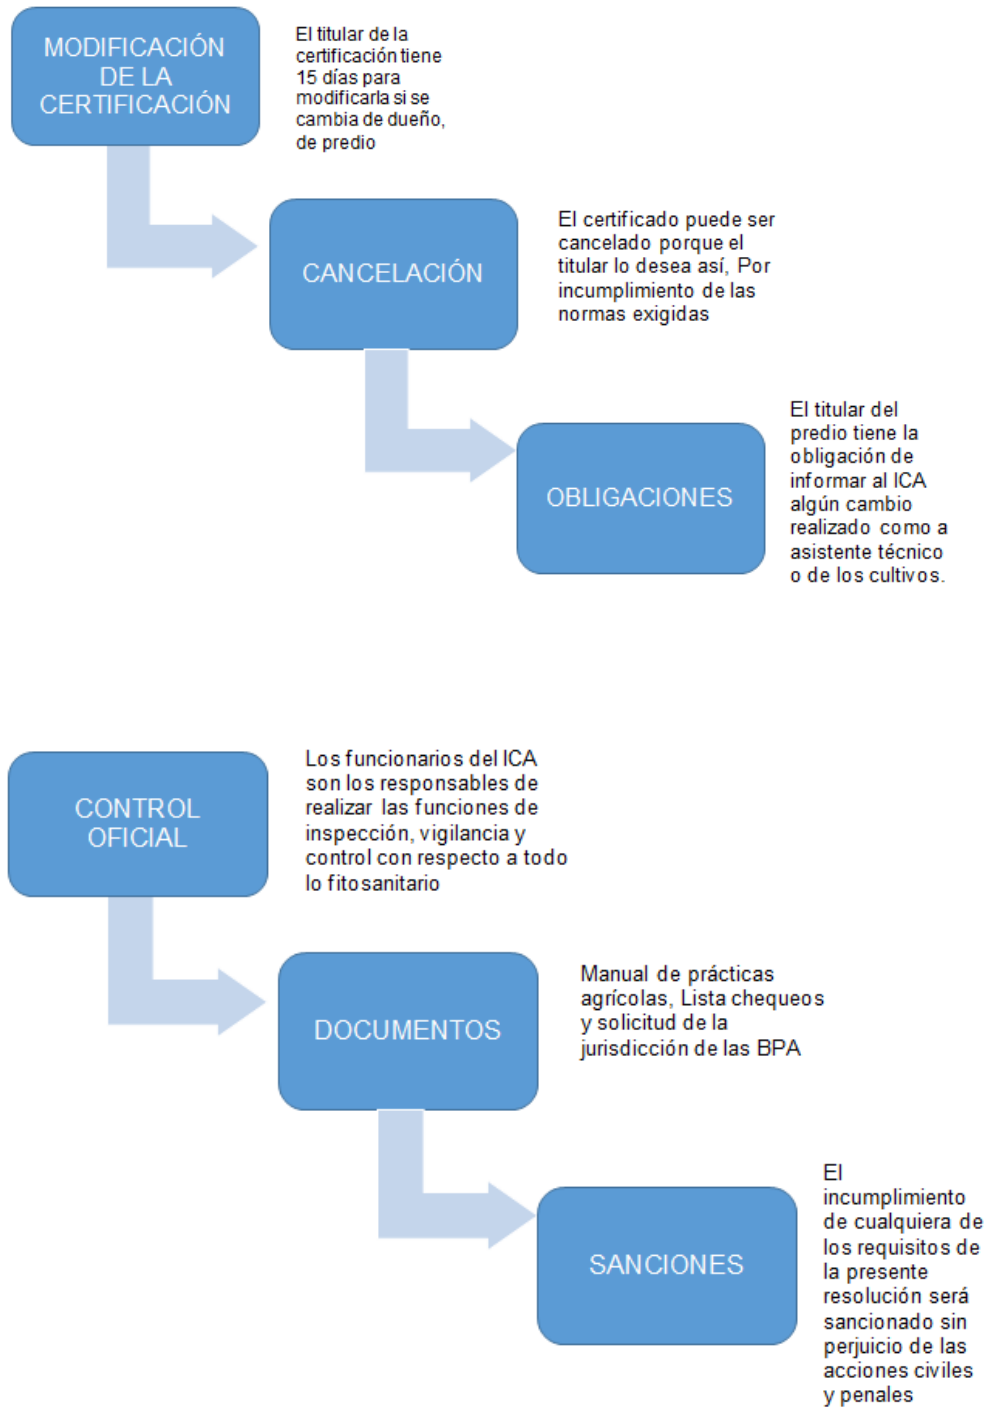 MODIFICACIÓN
DE LA
CERTIFICACIÓN
El titular de la
certificación tiene
15 días para
modificarla si se
cambia de dueño,
de predio
CANCELACIÓN
El certificado puede ser
cancelado porque el
titular lo desea así, Por
incumplimiento de las
normas exigidas
OBLIGACIONES
El titular del
predio tiene la
obligación de
informar al ICA
algún cambio
realizado como a
asistente técnico
o de los cultivos.
CONTROL
OFICIAL
Los funcionarios del ICA
son los responsables de
realizar las funciones de
inspección, vigilancia y
control con respecto a todo
lo fitosanitario
DOCUMENTOS
Manual de prácticas
agrícolas, Lista chequeos
y solicitud de la
jurisdicción de las BPA
SANCIONES
El
incumplimiento
de cualquiera de
los requisitos de
la presente
resolución será
sancionado sin
perjuicio de las
acciones civiles
y penales